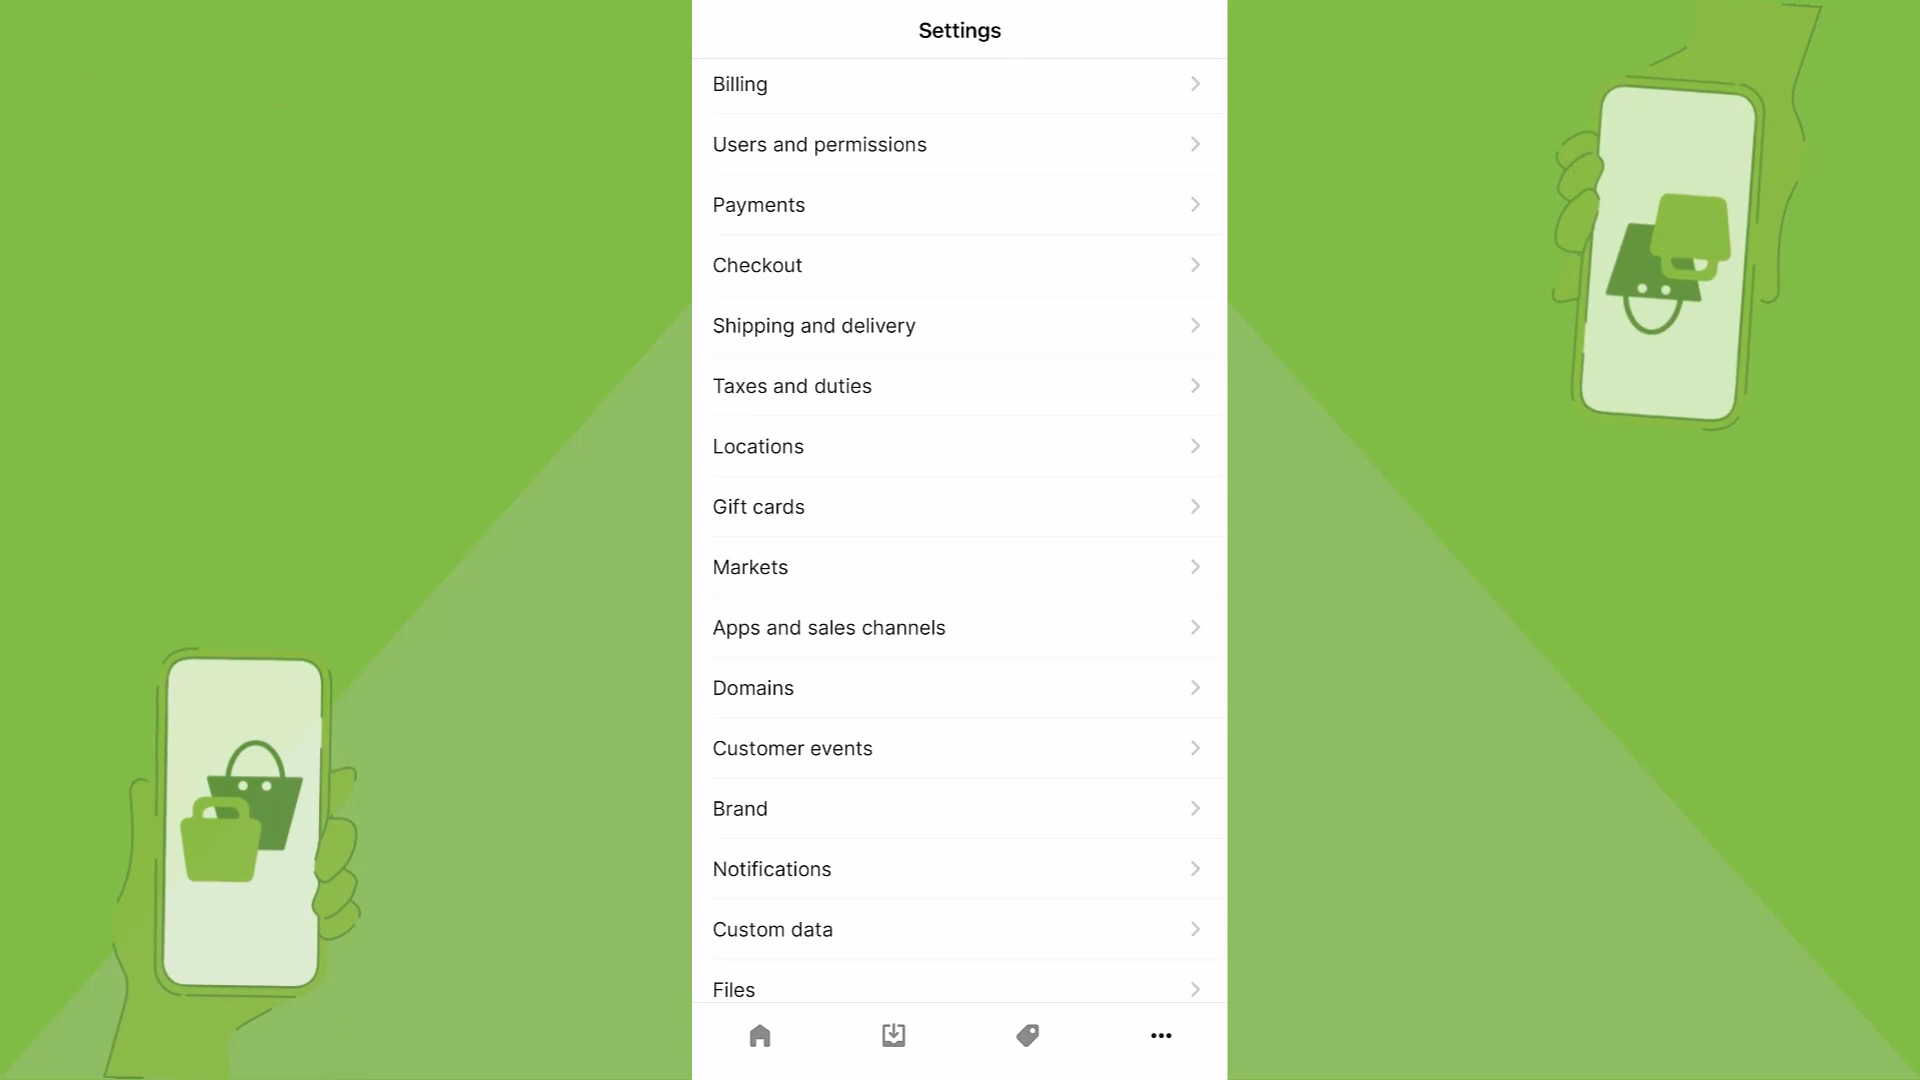 Settings
Billing
Users and permissions
Payments
Checkout
Shipping and delivery
Taxes and duties
Locations
Gift cards
Markets
Apps and sales channels
Domains
Customer events
Brand
Notifications
Custom data
Files